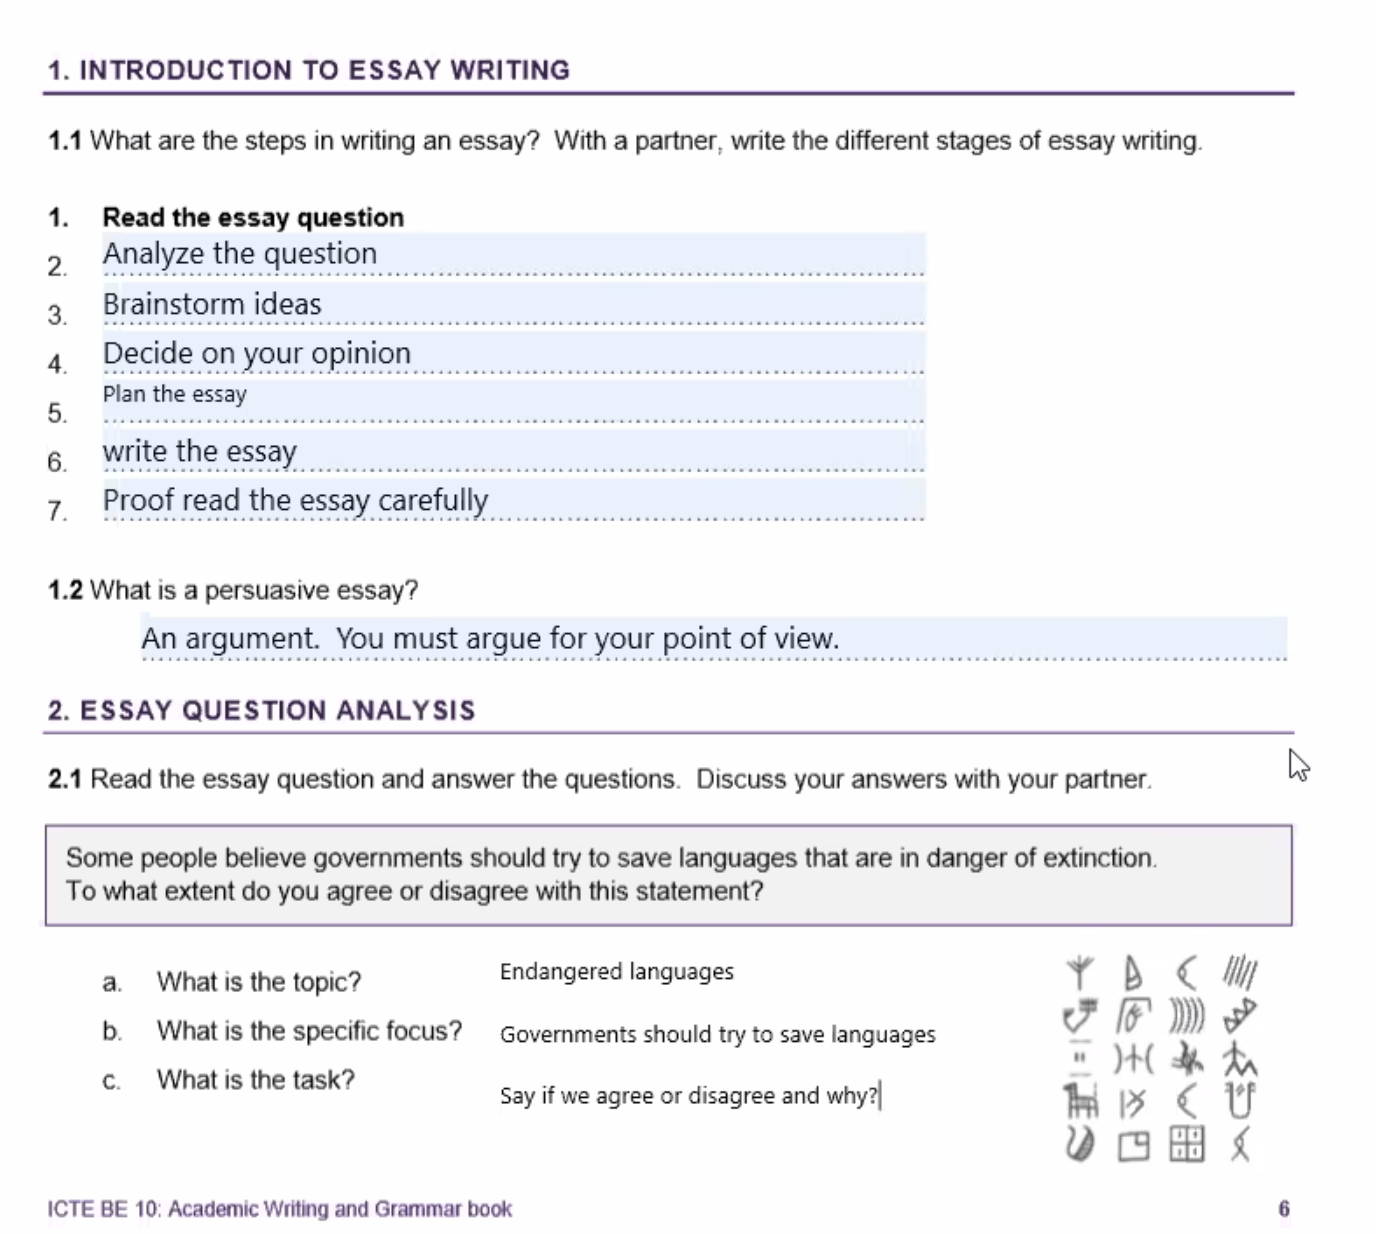 1. INTRODUCTION TO ESSAY WRITING
1.1 What are the steps in writing an essay?  With a partner, write the different stages of essay writing.
1. Read the essay question
2. Analyze the question
3. Brainstorm ideas
4. Decide on your opinion
5. Plan the essay
6. write the essay
7. Proof read the essay carefully
1.2 What is a persuasive essay?
An argument.  You must argue for your point of view.
2. ESSAY QUESTION ANALYSIS
2.1 Read the essay question and answer the questions.  Discuss your answers with your partner.
Some people believe governments should try to save languages that are in danger of extinction.
To what extent do you agree or disagree with this statement?
a. What is the topic? Endangered languages
b. What is the specific focus? Governments should try to save languages
c. What is the task? Say if we agree or disagree and why?
ICTE BE 10: Academic Writing and Grammar book 6